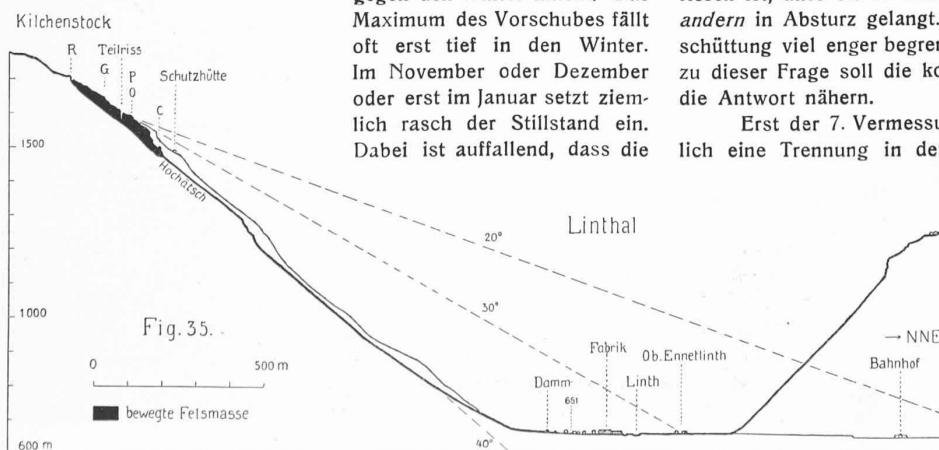 Maximum des Vorschubes fällt
oft erst tief in den Winter.
Im November oder Dezember
oder erst im Januar setzt ziem-
lich rasch der Stillstand ein.
Dabei ist auffallend, dass die
andern in Absturz gelangt.
schüttung viel enger begren
zu dieser Frage soll die ko
die Antwort nähern.
Erst der 7. Vermessu
lich eine Trennung in de
Kilchenstock
R
Teilriss
G
P
O
C
Schutzhütte
1500
Hochatsch
Linthal
20°
30°
1000
Fig. 35.
0
500 m
bewegte Felsmasse
600 m
40°
Damm
651
Fabrik
Linth
Ob. Ennetlinth
→ NNE
Bahnhof